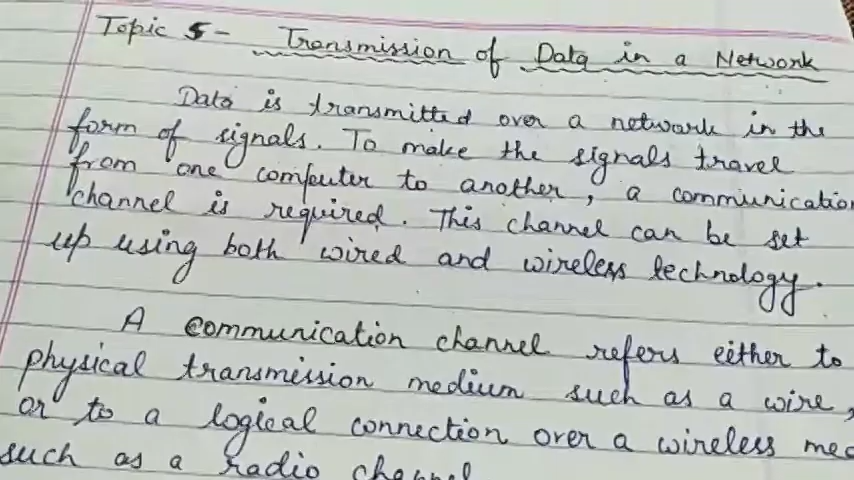 Topic 5- Transmission of Data in a Network
Data is transmitted over a network in the
form of signals. To make the signals travel
from one computer to another, a communication
channel is required. This channel can be set
up using both wired and wireless technology.
A communication channel refers either to
physical transmission medium such as a wire,
or to a logical connection over a wireless med
such as a radio channel